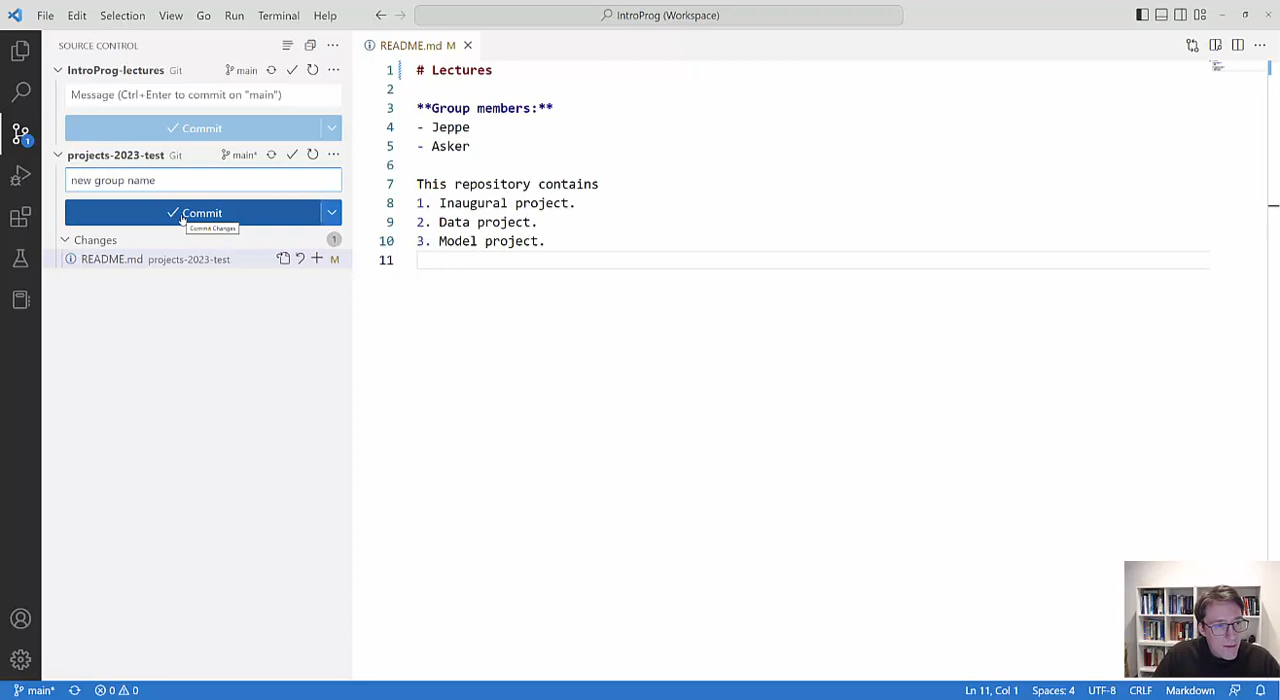 File Edit Selection View Go Run Terminal Help
IntroProg (Workspace)
SOURCE CONTROL
README.md M
IntroProg-lectures Git main
Message (Ctrl+Enter to commit on "main")
Commit
projects-2023-test Git main*
new group name
Commit
Commit Changes
Changes 1
README.md projects-2023-test M
1 # Lectures
2
3 **Group members:**
4 - Jeppe
5 - Asker
6
7 This repository contains
8 1. Inaugural project.
9 2. Data project.
10 3. Model project.
11
1
main* 0 0 Ln 11, Col 1 Spaces: 4 UTF-8 CRLF Markdown